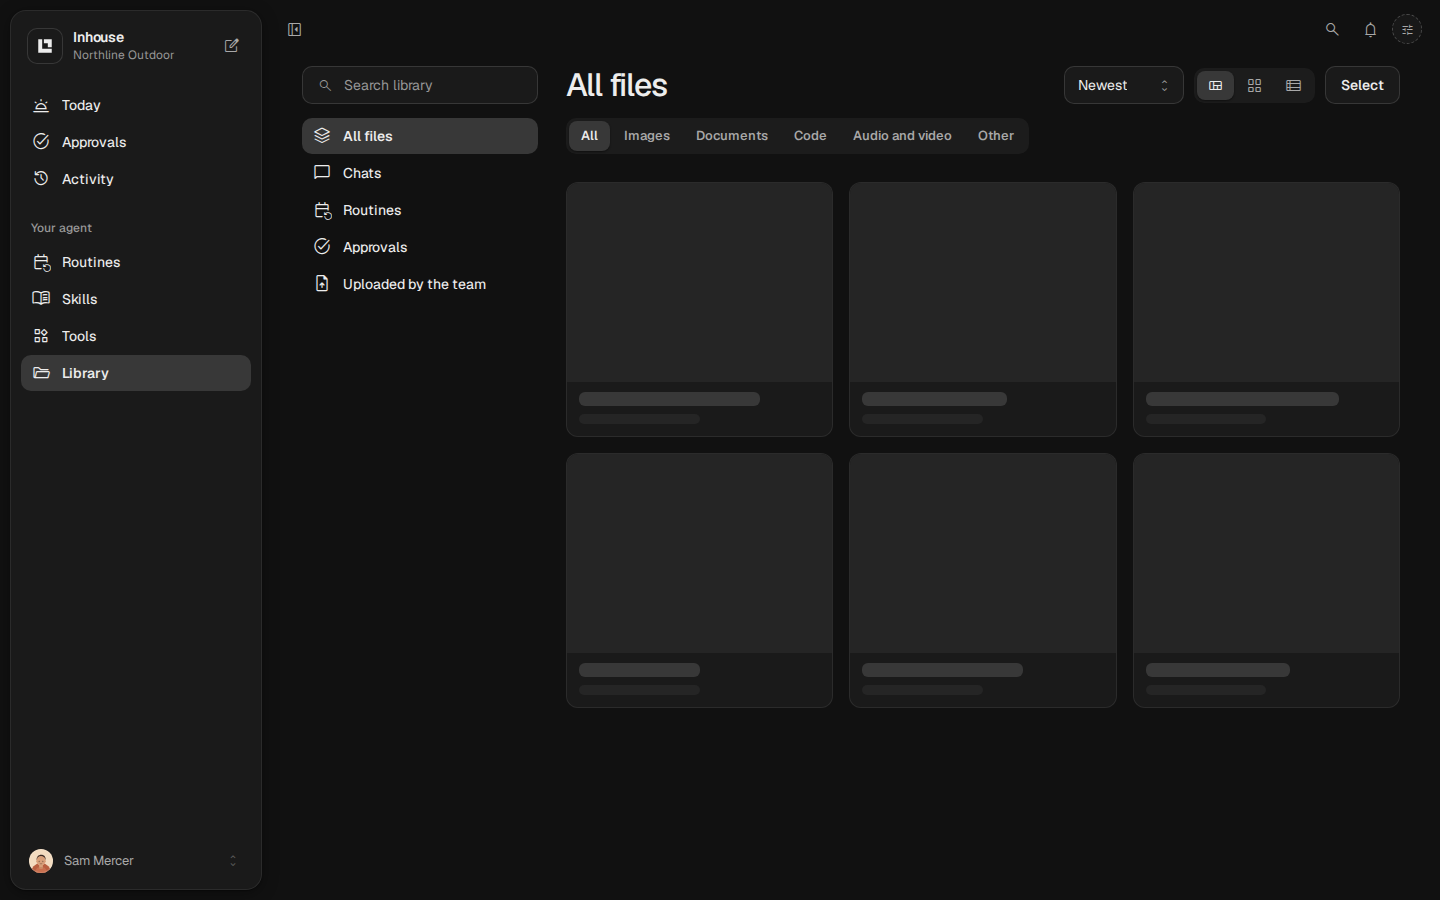 Inhouse
Northline Outdoor
Today
Approvals
Activity
Your agent
Routines
Skills
Tools
Library
Sam Mercer
Search library
All files
Chats
Routines
Approvals
Uploaded by the team
All files
Newest
Select
All
Images
Documents
Code
Audio and video
Other